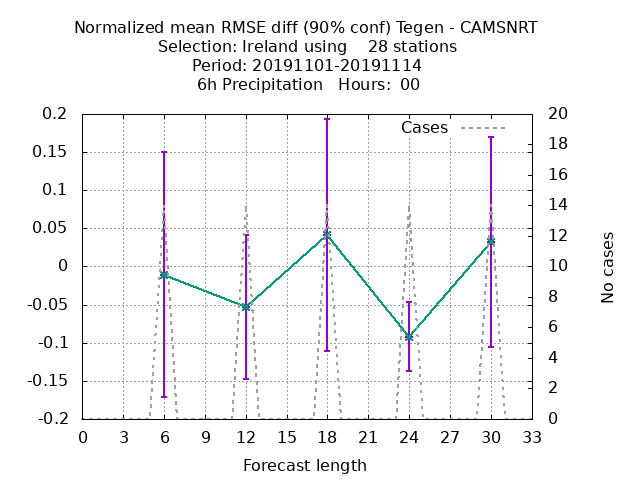 Normalized mean RMSE diff (90% conf) Tegen - CAMSNRT
Selection: Ireland using    28 stations
Period: 20191101-20191114
6h Precipitation   Hours:  00
Cases
0.2
0.15
0.1
0.05
0
-0.05
-0.1
-0.15
-0.2
20
18
16
14
12
10
8
6
4
2
0
No cases
0 3 6 9 12 15 18 21 24 27 30 33
Forecast length